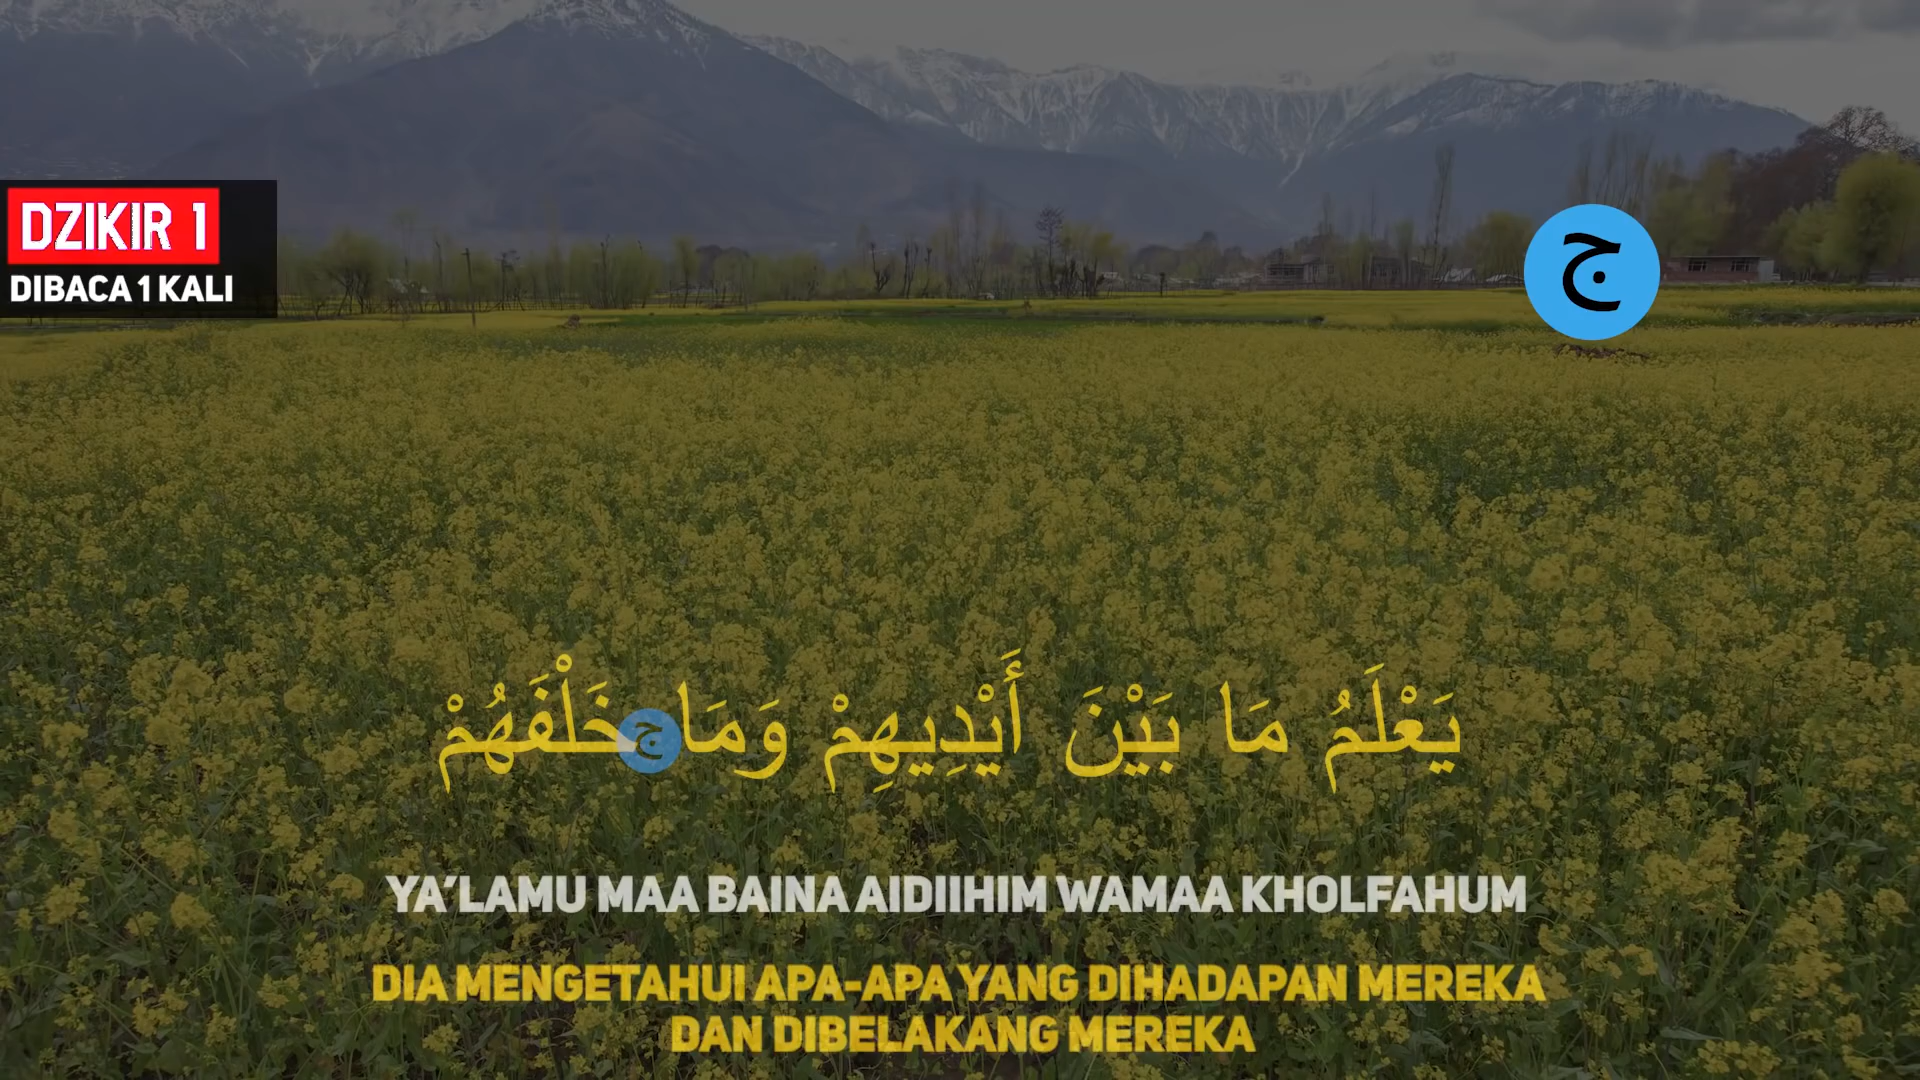 DZIKIR 1
DIBACA 1 KALI
ج
يَعْلَمُ مَا بَيْنَ أَيْدِيهِمْ وَمَا ج خَلْفَهُمْ
YA’LAMU MAA BAINA AIDIIHIM WAMAA KHOLFAHUM
DIA MENGETAHUI APA-APA YANG DIHADAPAN MEREKA
DAN DIBELAKANG MEREKA